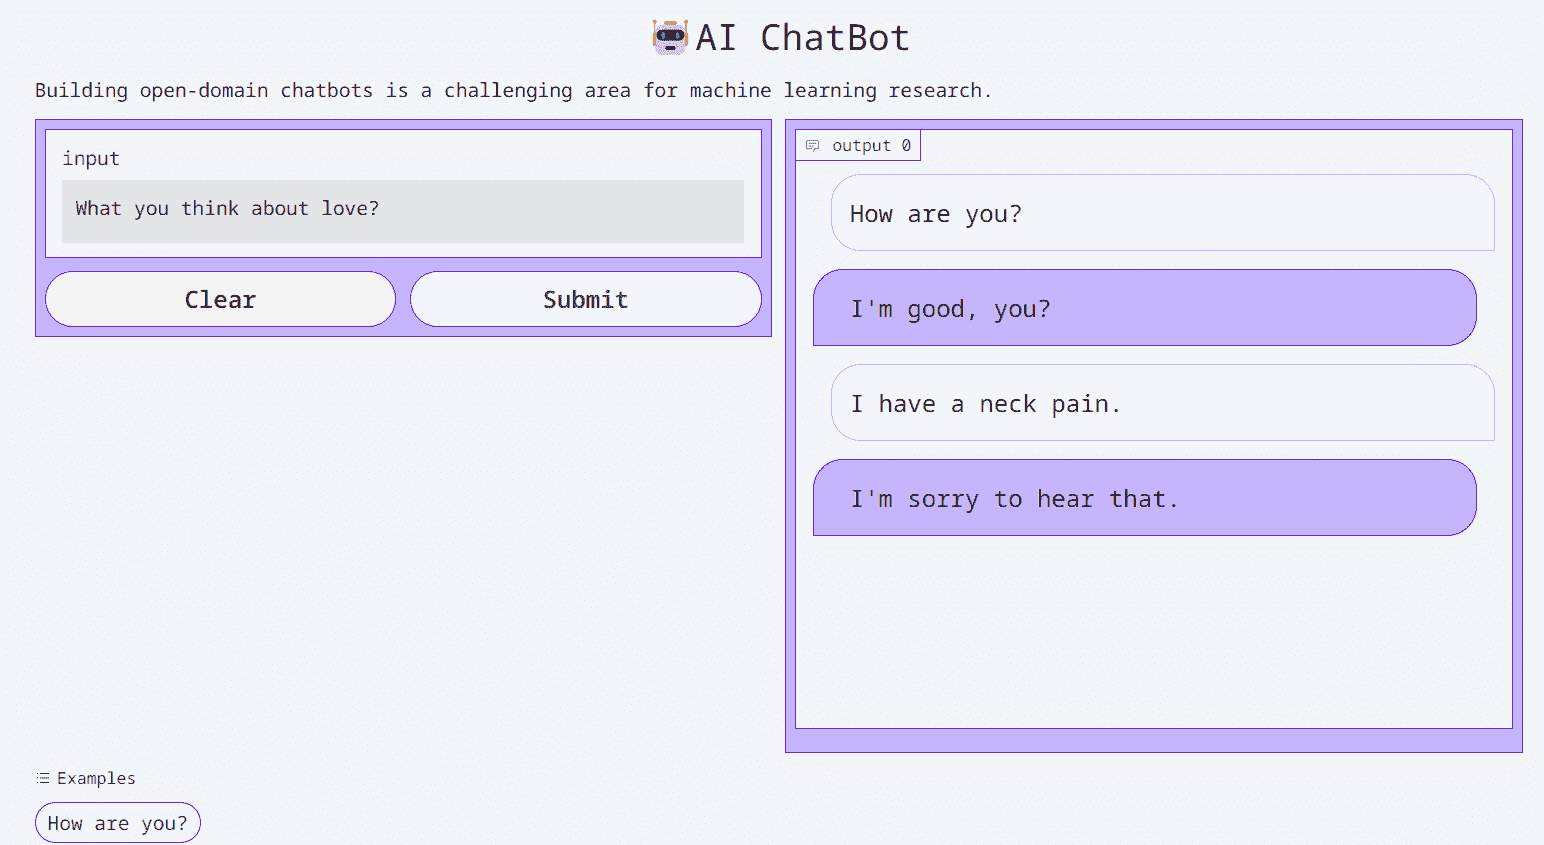 AI ChatBot
Building open-domain chatbots is a challenging area for machine learning research.
input
What you think about love?
Clear
Submit
output 0
How are you?
I'm good, you?
I have a neck pain.
I'm sorry to hear that.
Examples
How are you?